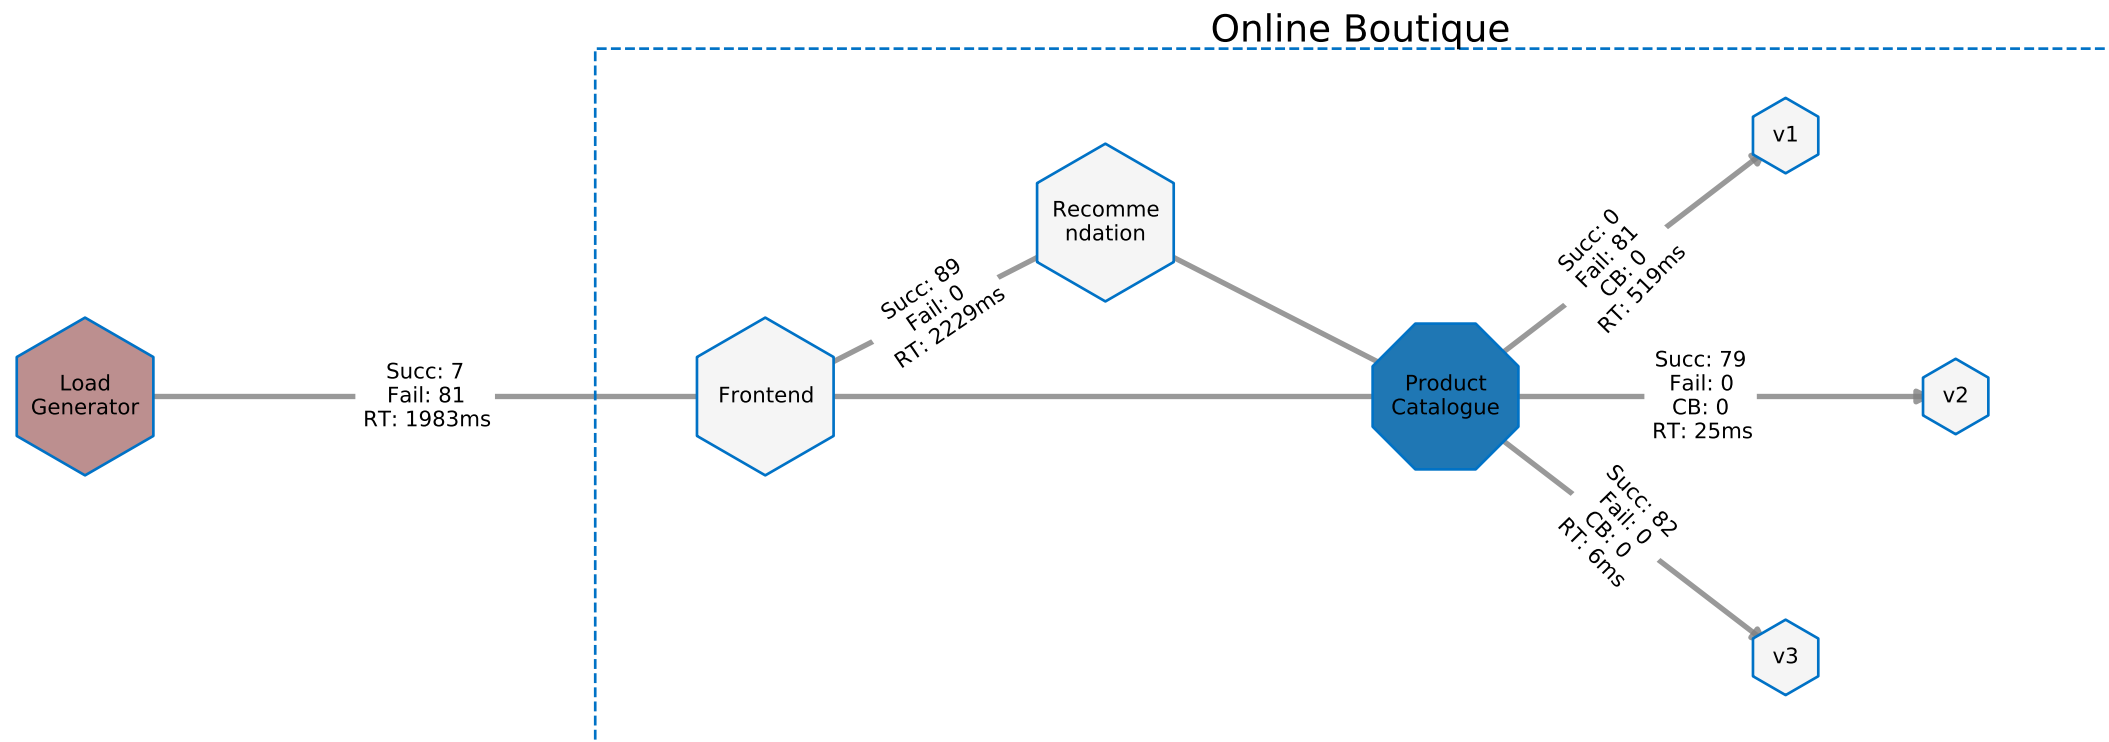 Online Boutique
Load
Generator
Succ: 7
Fail: 81
RT: 1983ms
Frontend
Succ: 89
Fail: 0
RT: 2229ms
Recomme
ndation
Product
Catalogue
Succ: 0
Fail: 81
CB: 0
RT: 519ms
v1
Succ: 79
Fail: 0
CB: 0
RT: 25ms
v2
Succ: 82
Fail: 0
CB: 0
RT: 6ms
v3